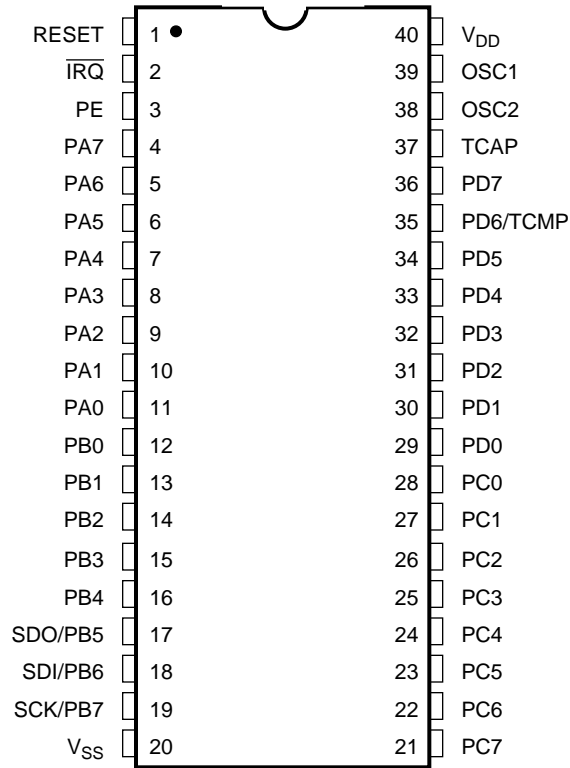 RESET 1 40 V_DD
I̅R̅Q̅ 2 39 OSC1
PE 3 38 OSC2
PA7 4 37 TCAP
PA6 5 36 PD7
PA5 6 35 PD6/TCMP
PA4 7 34 PD5
PA3 8 33 PD4
PA2 9 32 PD3
PA1 10 31 PD2
PA0 11 30 PD1
PB0 12 29 PD0
PB1 13 28 PC0
PB2 14 27 PC1
PB3 15 26 PC2
PB4 16 25 PC3
SDO/PB5 17 24 PC4
SDI/PB6 18 23 PC5
SCK/PB7 19 22 PC6
V_SS 20 21 PC7